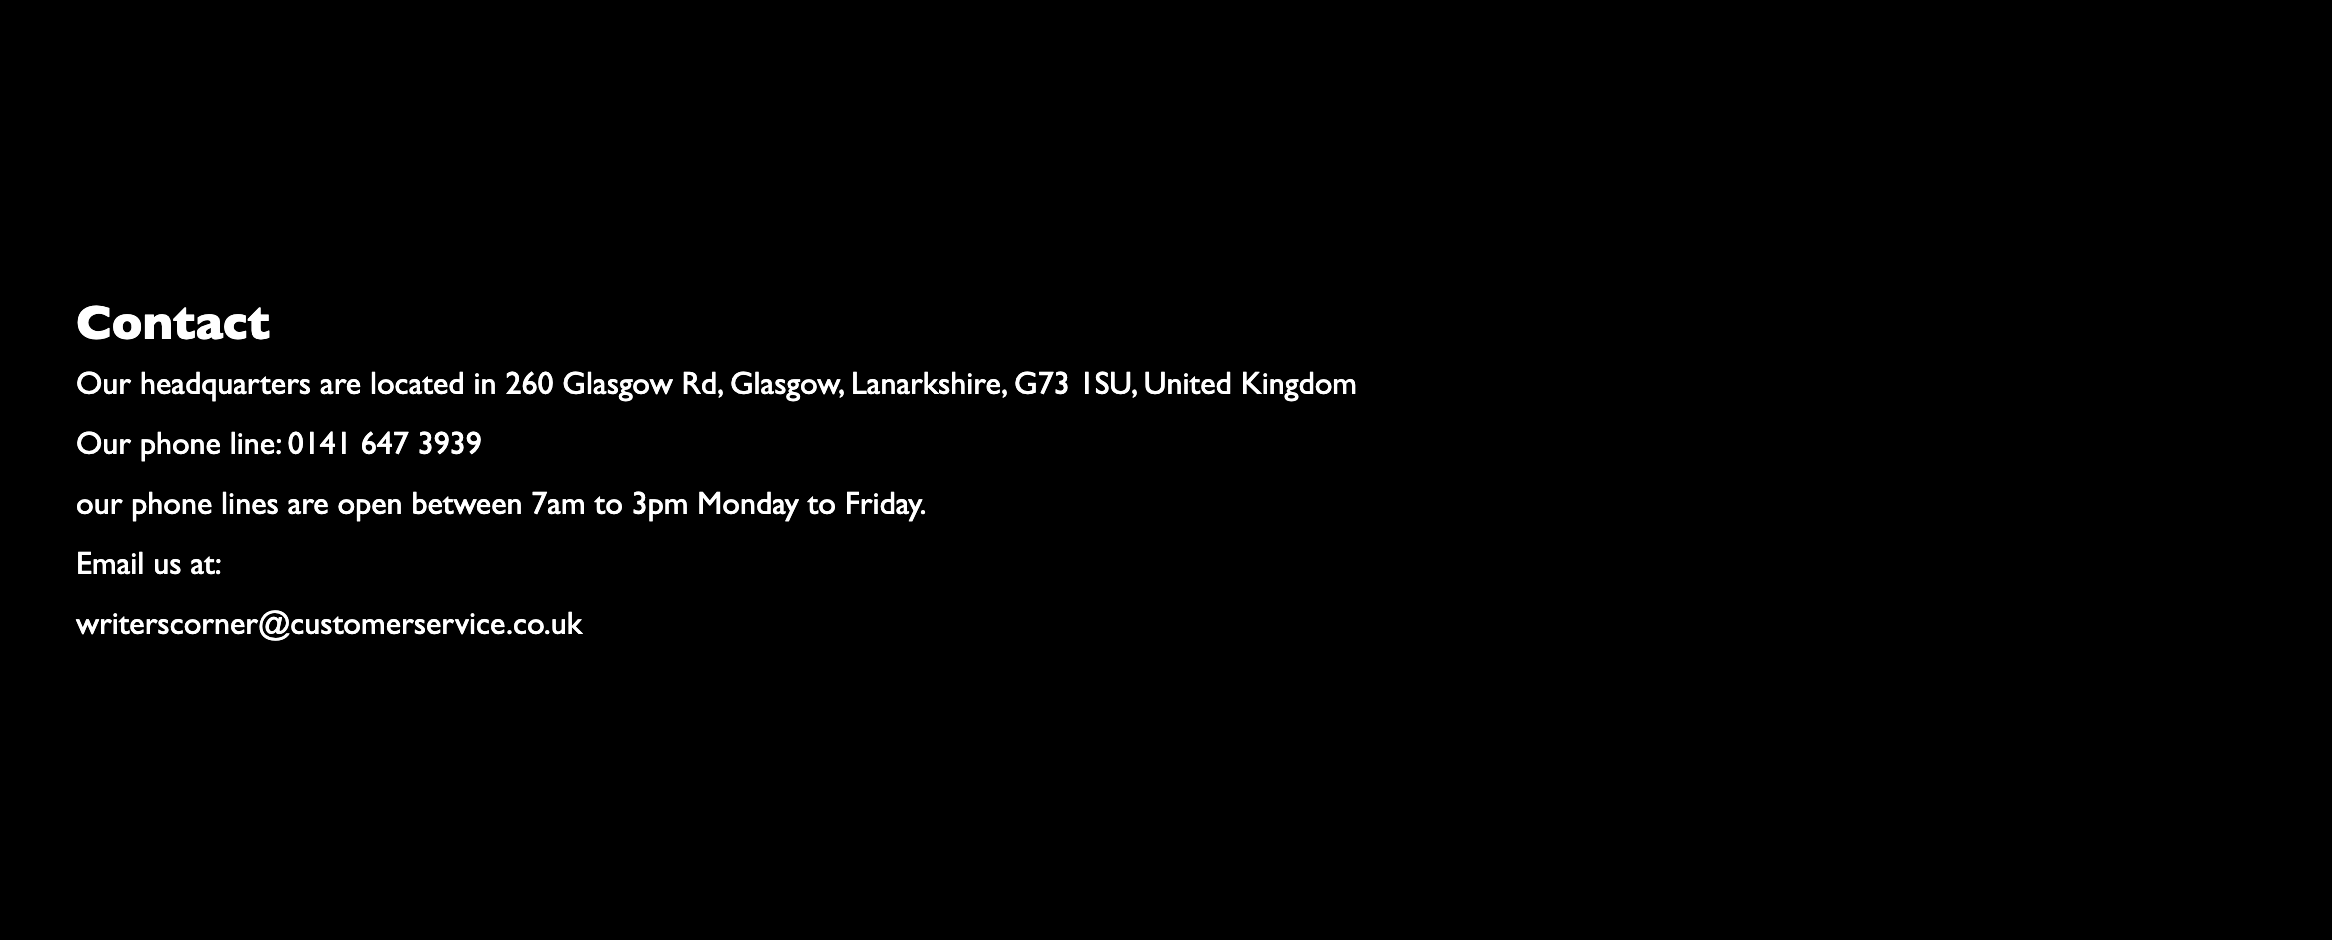 Contact
Our headquarters are located in 260 Glasgow Rd, Glasgow, Lanarkshire, G73 1SU, United Kingdom
Our phone line: 0141 647 3939
our phone lines are open between 7am to 3pm Monday to Friday.
Email us at:
writerscorner@customerservice.co.uk